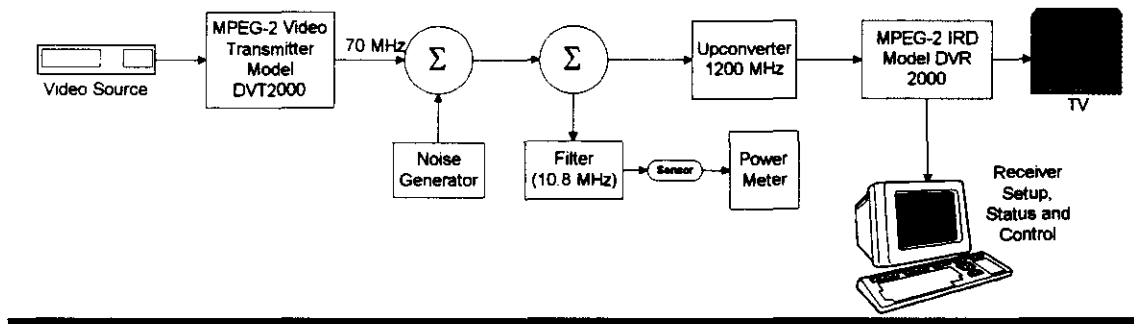 Video Source
MPEG-2 Video
Transmitter
Model
DVT2000
70 MHz
Σ
Noise
Generator
Σ
Filter
(10.8 MHz)
Sensor
Power
Meter
Upconverter
1200 MHz
MPEG-2 IRD
Model DVR
2000
TV
Receiver
Setup,
Status and
Control